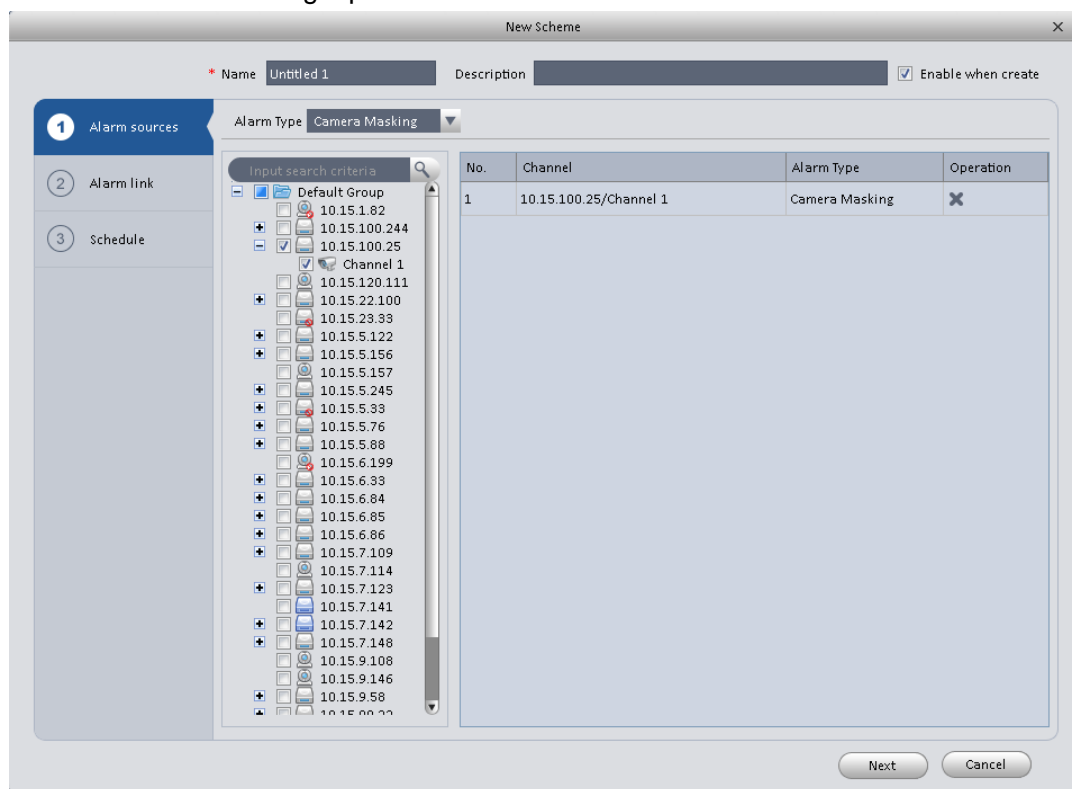 New Scheme
* Name Untitled 1 Description Enable when create
1 Alarm sources
2 Alarm link
3 Schedule
Alarm Type Camera Masking
Input search criteria
Default Group
10.15.1.82
10.15.100.244
10.15.100.25
Channel 1
10.15.120.111
10.15.22.100
10.15.23.33
10.15.5.122
10.15.5.156
10.15.5.157
10.15.5.245
10.15.5.33
10.15.5.76
10.15.5.88
10.15.6.199
10.15.6.33
10.15.6.84
10.15.6.85
10.15.6.86
10.15.7.109
10.15.7.114
10.15.7.123
10.15.7.141
10.15.7.142
10.15.7.148
10.15.9.108
10.15.9.146
10.15.9.58
No. Channel Alarm Type Operation
1 10.15.100.25/Channel 1 Camera Masking
Next Cancel